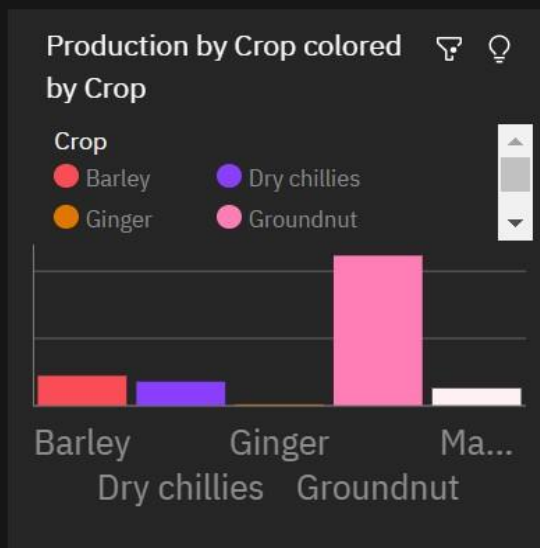 Production by Crop colored
by Crop
Crop
Barley
Dry chillies
Ginger
Groundnut
Barley
Ginger
Ma...
Dry chillies
Groundnut